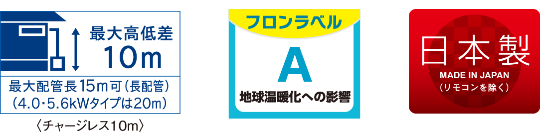 最大高低差
10m
最大配管長15m可(長配管)
(4.0・5.6kWタイプは20m)
〈チャージレス10m〉
フロンラベル
A
地球温暖化への影響
日本製
MADE IN JAPAN
(リモコンを除く)